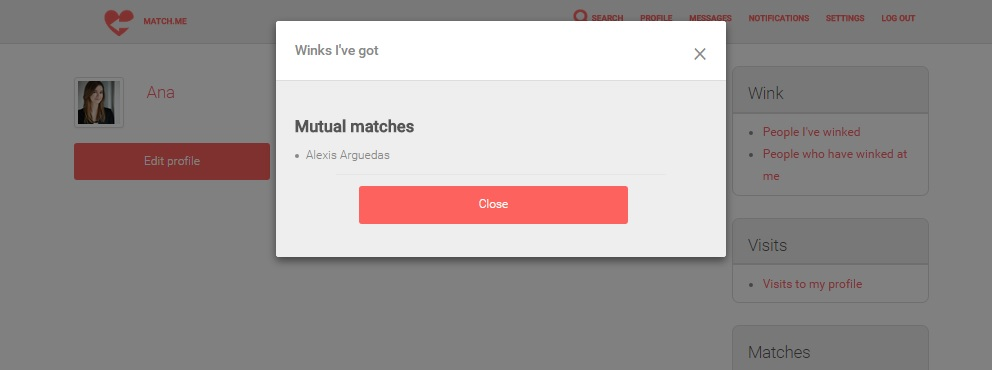 MATCH.ME
SEARCH PROFILE MESSAGES NOTIFICATIONS SETTINGS LOG OUT
Ana
Edit profile
Winks I've got
Mutual matches
Alexis Arguedas
Close
Wink
People I've winked
People who have winked at
me
Visits
Visits to my profile
Matches